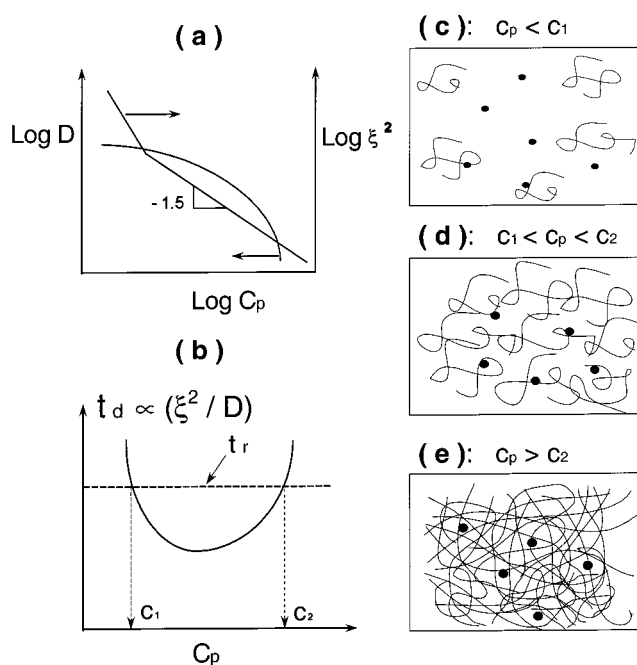 (a)
Log D
Log ξ²
- 1.5
Log Cₚ
(b)
t d ∝ (ξ² / D)
tᵣ
C₁
C₂
Cₚ
(c): Cₚ < C₁
(d): C₁ < Cₚ < C₂
(e): Cₚ > C₂